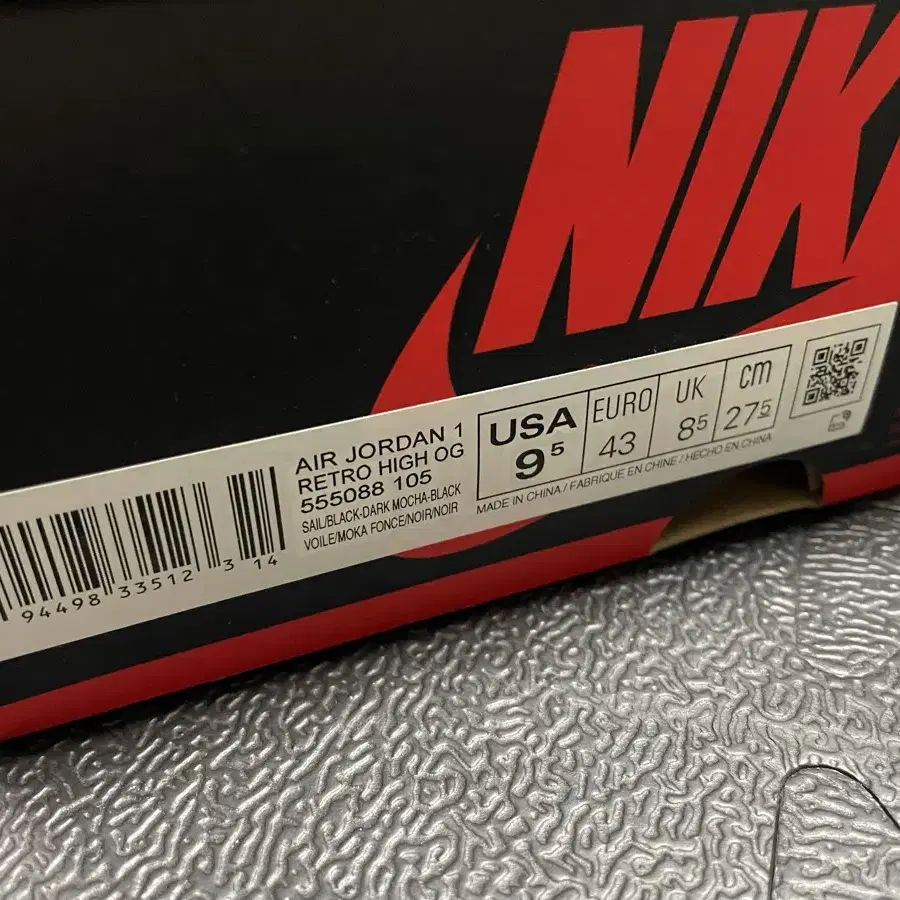 NIKE
AIR JORDAN 1
RETRO HIGH OG
555088 105
SAIL/BLACK-DARK MOCHA-BLACK
VOILE/MOKA FONCE/NOIR/NOIR
94498 33512 3 14
USA
9 5
EURO
43
UK
8 5
cm
27 5
MADE IN CHINA / FABRIQUE EN CHINE / HECHO EN CHINA